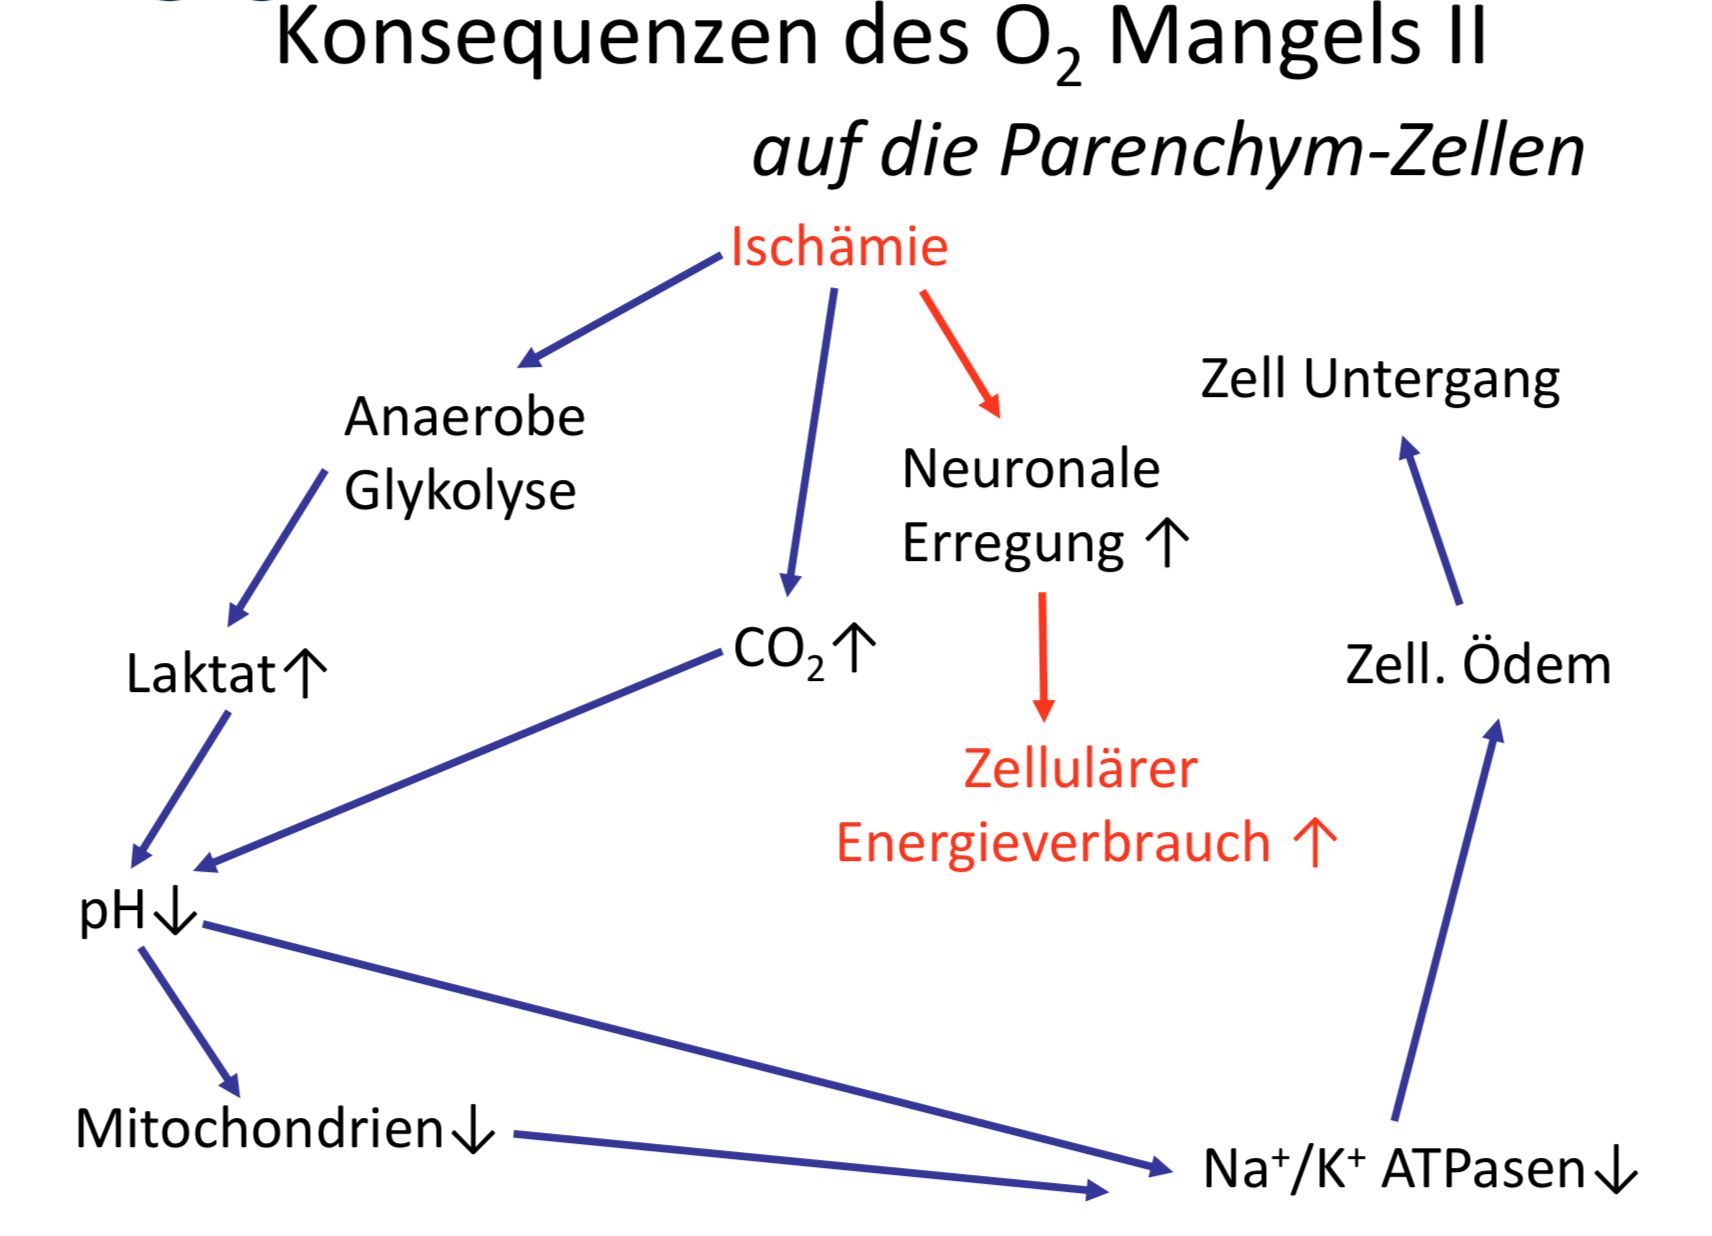 Konsequenzen des O₂ Mangels II
auf die Parenchym-Zellen
Ischämie
Anaerobe
Glykolyse
Neuronale
Erregung ↑
Zell Untergang
Laktat↑
CO₂↑
Zell. Ödem
Zellulärer
Energieverbrauch ↑
pH↓
Mitochondrien↓
Na⁺/K⁺ ATPasen↓